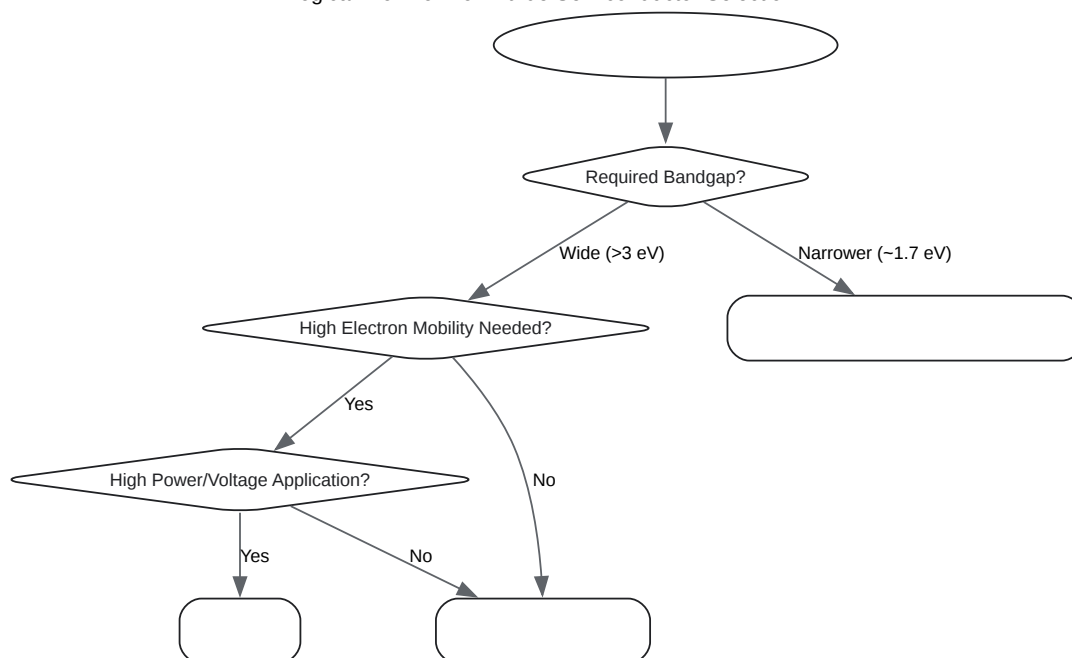 Required Bandgap?
Wide (>3 eV)
Narrower (~1.7 eV)
High Electron Mobility Needed?
Yes
High Power/Voltage Application?
No
Yes
No